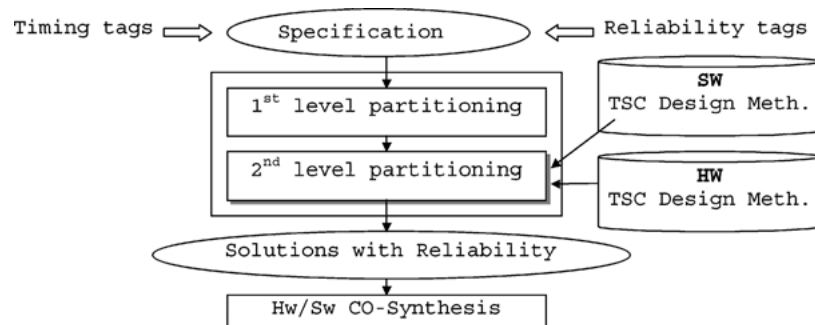 Timing tags
Specification
Reliability tags
1st level partitioning
SW
TSC Design Meth.
2nd level partitioning
HW
TSC Design Meth.
Solutions with Reliability
Hw/Sw CO-Synthesis